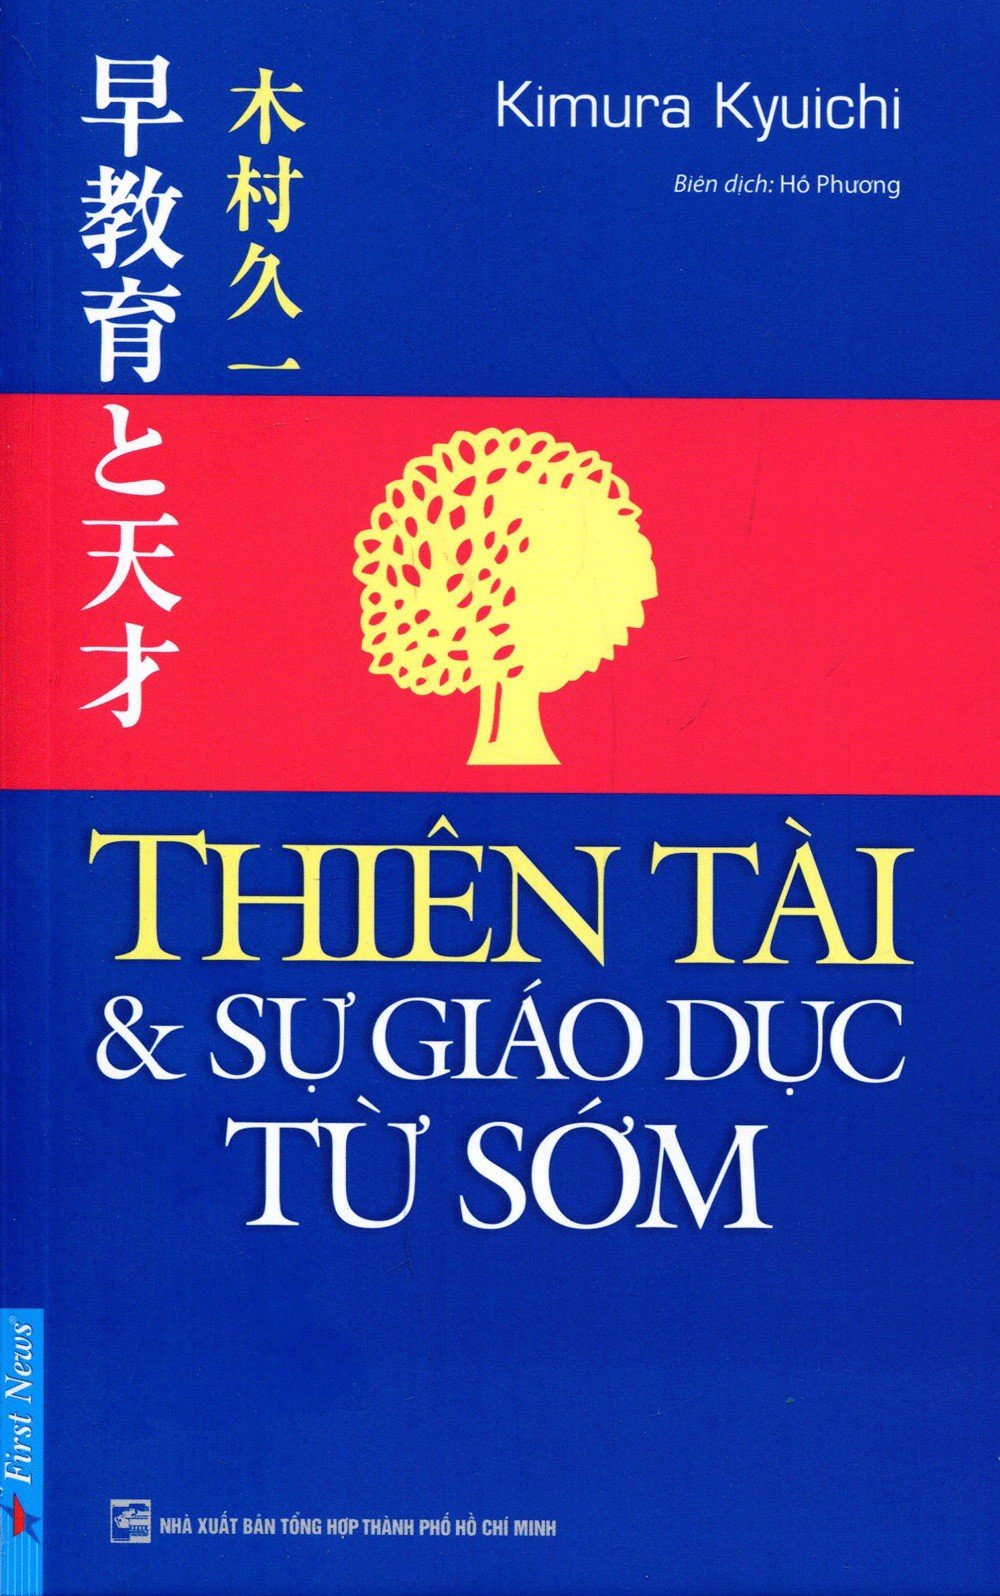 早教育と天才
木村久一
Kimura Kyuichi
Biên dịch: Hồ Phương
THIÊN TÀI
& SỰ GIÁO DỤC
TỪ SỚM
First News®
NHÀ XUẤT BẢN TỔNG HỢP THÀNH PHỐ HỒ CHÍ MINH